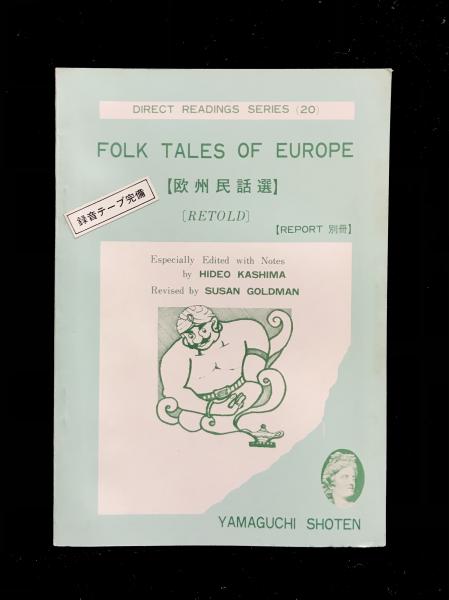 DIRECT READINGS SERIES (20)
FOLK TALES OF EUROPE
【欧州民話選】
録音テープ完備
[RETOLD]
【REPORT 別冊】
Especially Edited with Notes
by HIDEO KASHIMA
Revised by SUSAN GOLDMAN
YAMAGUCHI SHOTEN